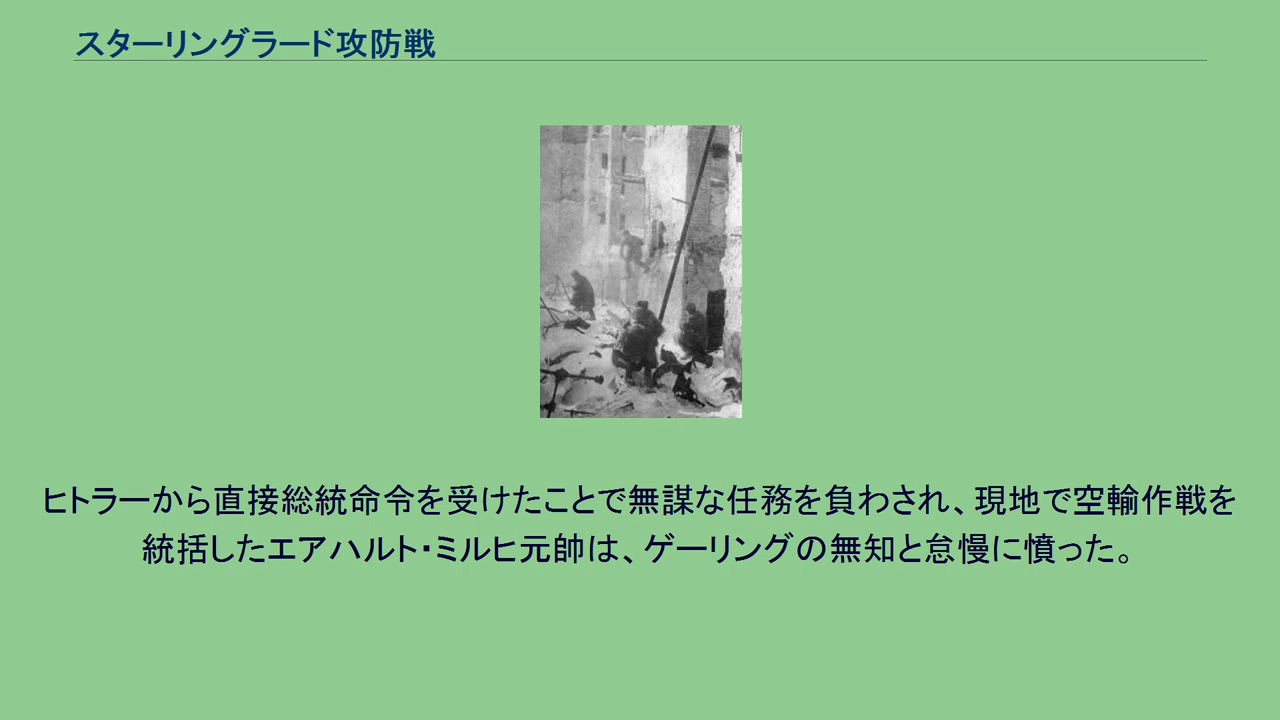 スターリングラード攻防戦
ヒトラーから直接総統命令を受けたことで無謀な任務を負わされ、現地で空輸作戦を
統括したエアハルト・ミルヒ元帥は、ゲーリングの無知と怠慢に憤った。